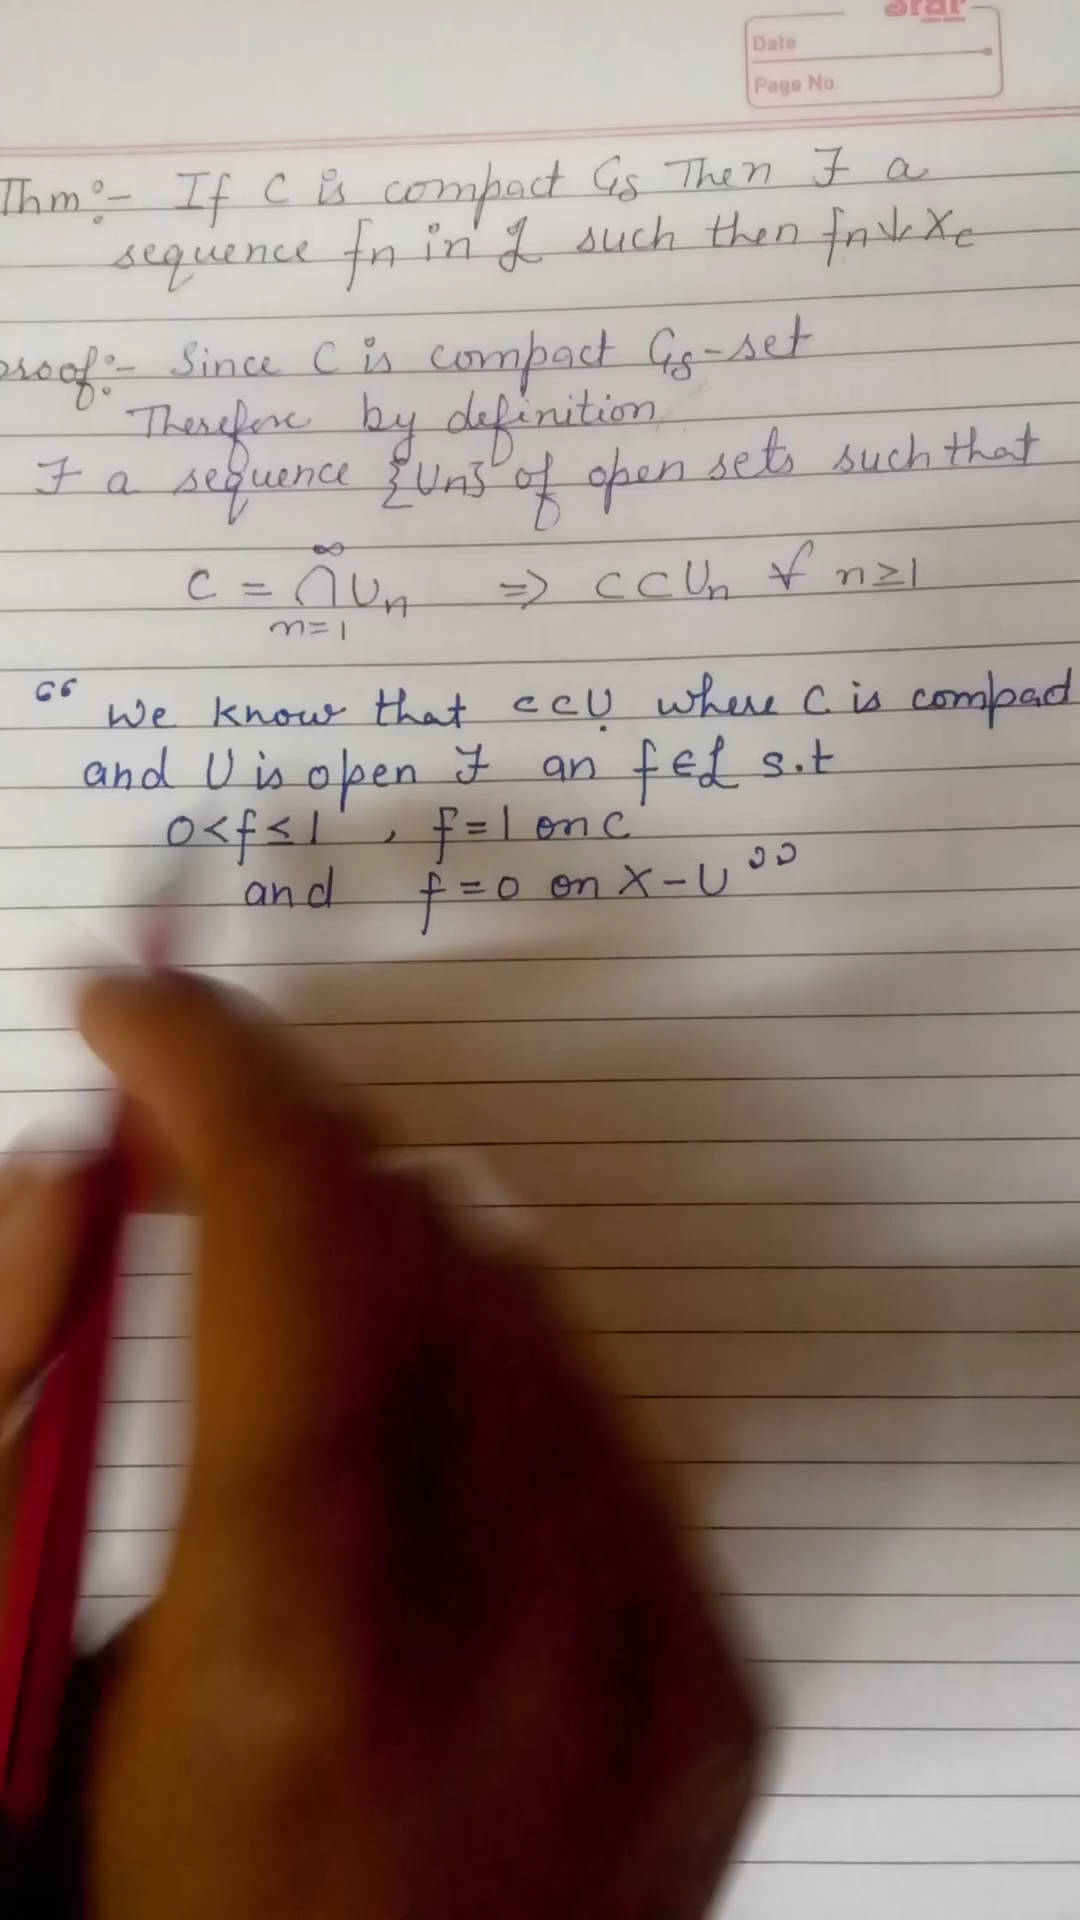 Star
Date
Page No.
Thm:- If C is compact Gδ Then ∃ a
sequence fn in ℒ such then fn↓χc
proof:- Since C is compact Gδ-set
Therefore by definition
∃ a sequence {Un} of open sets such that
C = ∩_{n=1}^{∞} Un ⇒ C⊂Un ∀ n≥1
“ We know that C⊂U where C is compact
and U is open ∃ an f∈ℒ s.t
0<f≤1 , f=1 on C
and f=0 on X-U ”